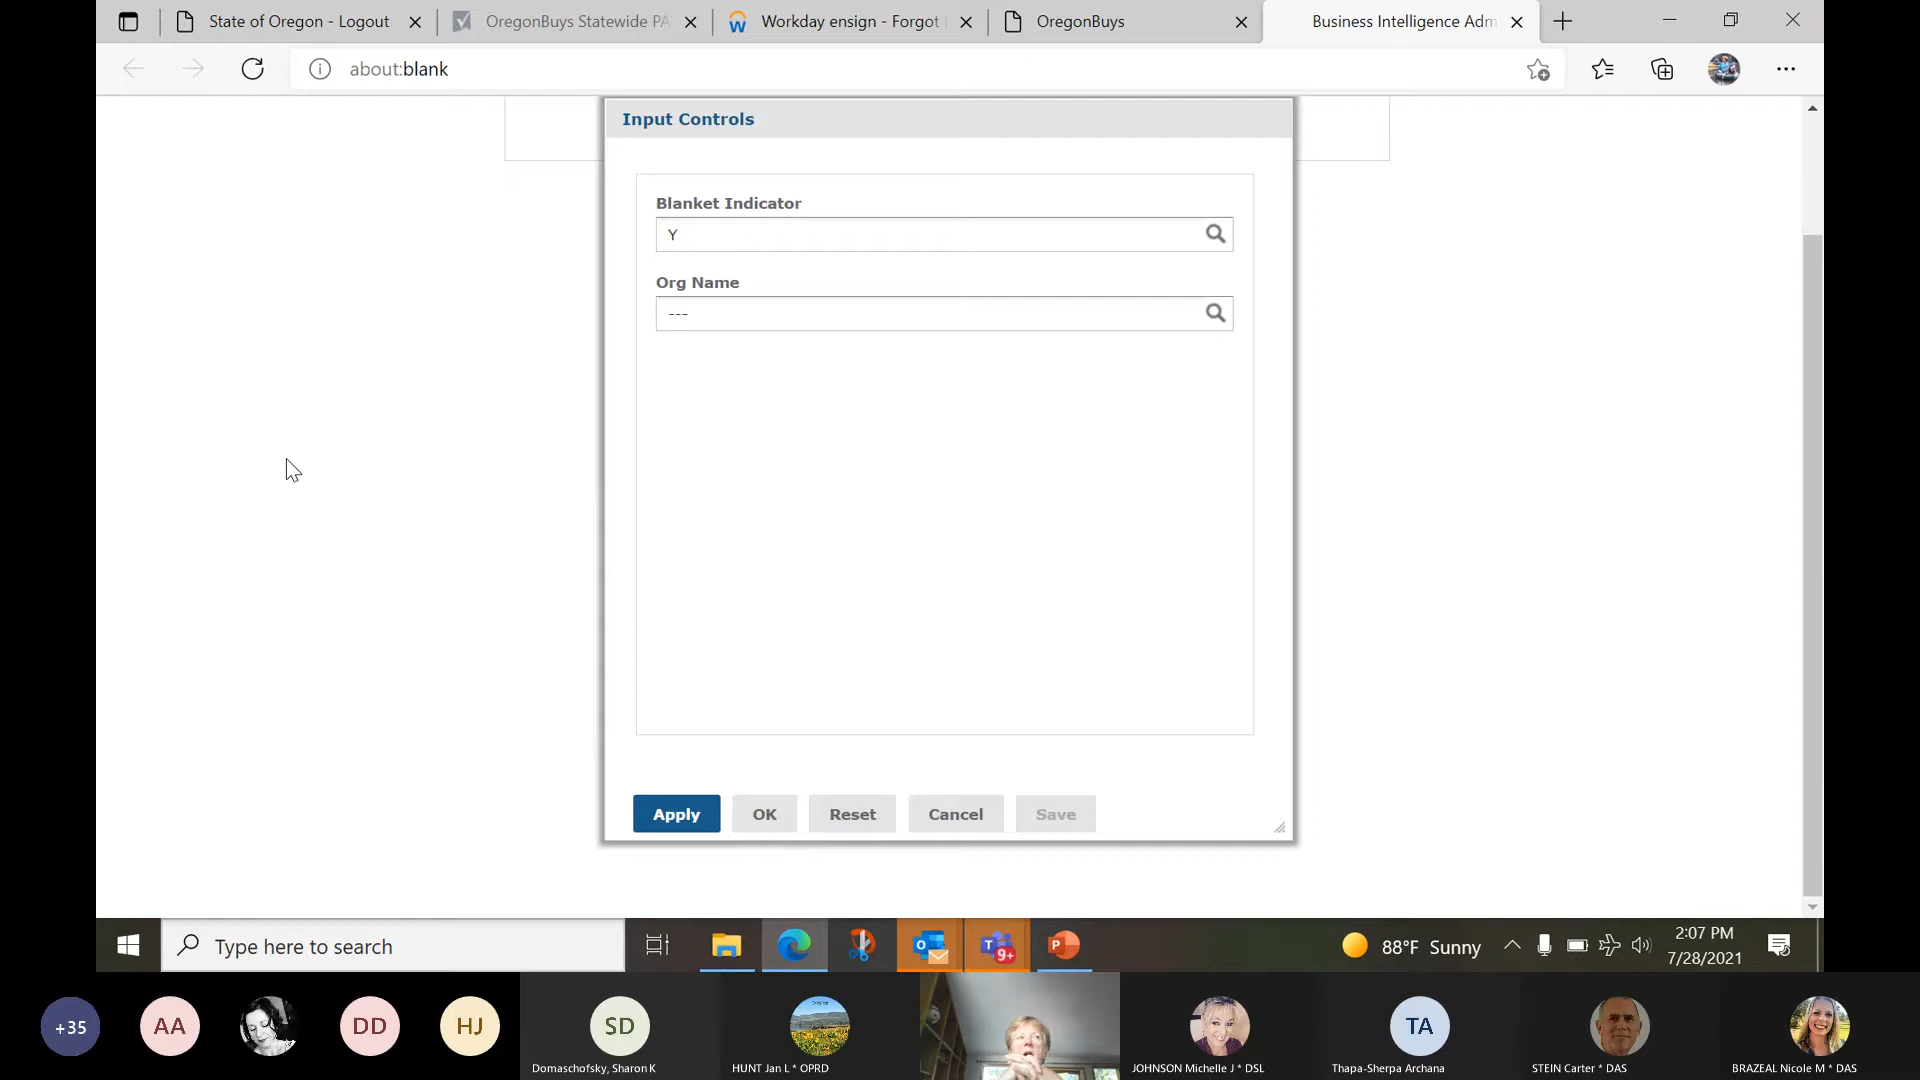 State of Oregon - Logout
OregonBuys Statewide PA
Workday ensign - Forgot
OregonBuys
Business Intelligence Adm
about:blank
Input Controls
Blanket Indicator
Y
Org Name
---
Apply
OK
Reset
Cancel
Save
Type here to search
9+
88°F Sunny
2:07 PM
7/28/2021
+35
AA
DD
HJ
SD
TA
Domaschofsky, Sharon K
HUNT Jan L * OPRD
JOHNSON Michelle J * DSL
Thapa-Sherpa Archana
STEIN Carter * DAS
BRAZEAL Nicole M * DAS